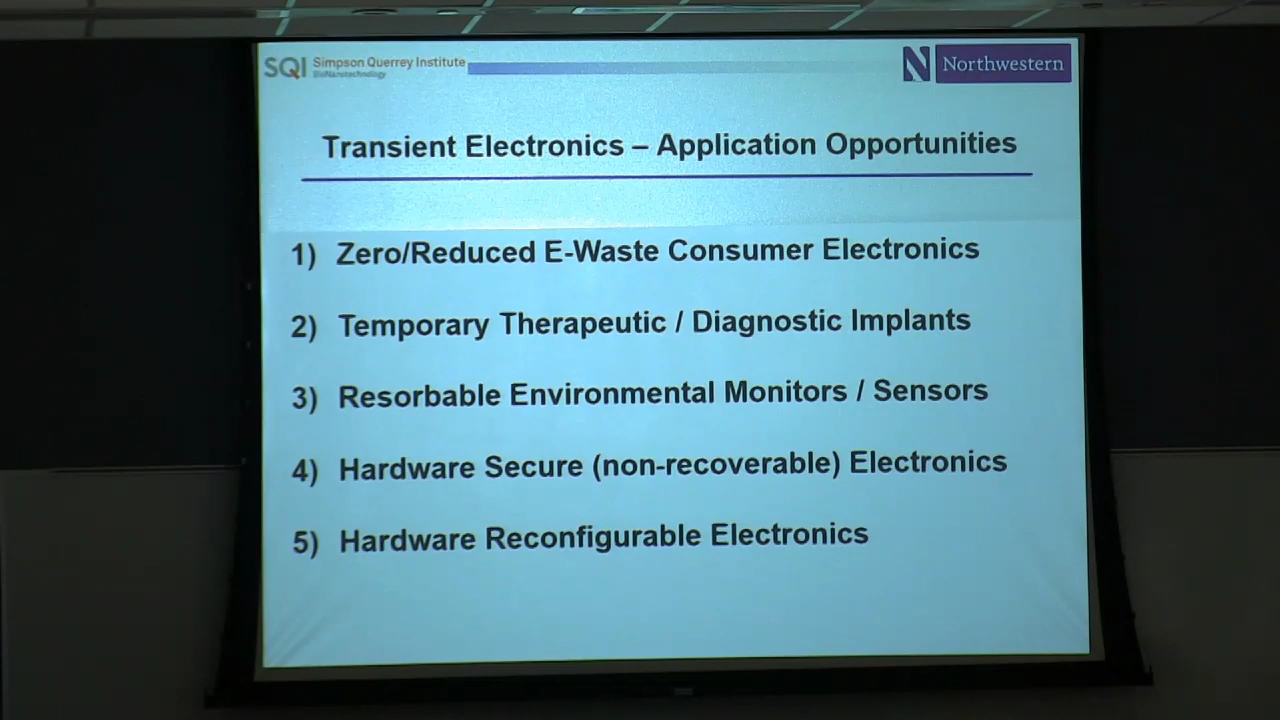 SQI Simpson Querrey Institute
BioNanotechnology
N Northwestern
Transient Electronics – Application Opportunities
1) Zero/Reduced E-Waste Consumer Electronics
2) Temporary Therapeutic / Diagnostic Implants
3) Resorbable Environmental Monitors / Sensors
4) Hardware Secure (non-recoverable) Electronics
5) Hardware Reconfigurable Electronics